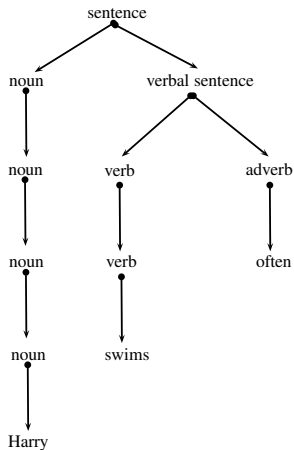 sentence
noun verbal sentence
noun verb adverb
noun verb often
noun swims
Harry